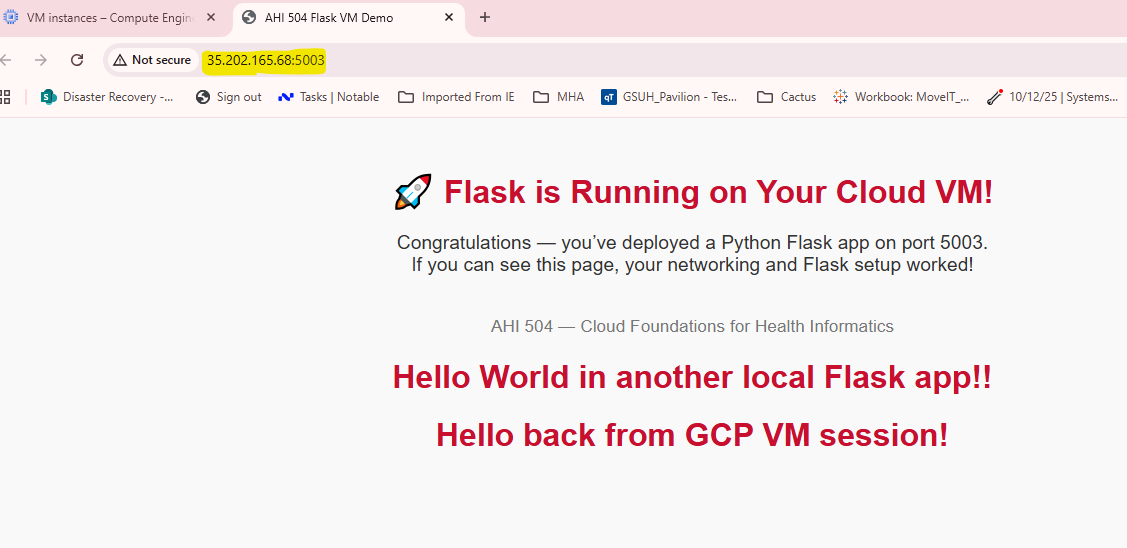 VM instances – Compute Engin
AHI 504 Flask VM Demo
Not secure
35.202.165.68:5003
Disaster Recovery -...
Sign out
Tasks | Notable
Imported From IE
MHA
qT
GSUH_Pavilion - Tes...
Cactus
Workbook: MoveIT_...
10/12/25 | Systems...
🚀 Flask is Running on Your Cloud VM!
Congratulations — you’ve deployed a Python Flask app on port 5003.
If you can see this page, your networking and Flask setup worked!
AHI 504 — Cloud Foundations for Health Informatics
Hello World in another local Flask app!!
Hello back from GCP VM session!